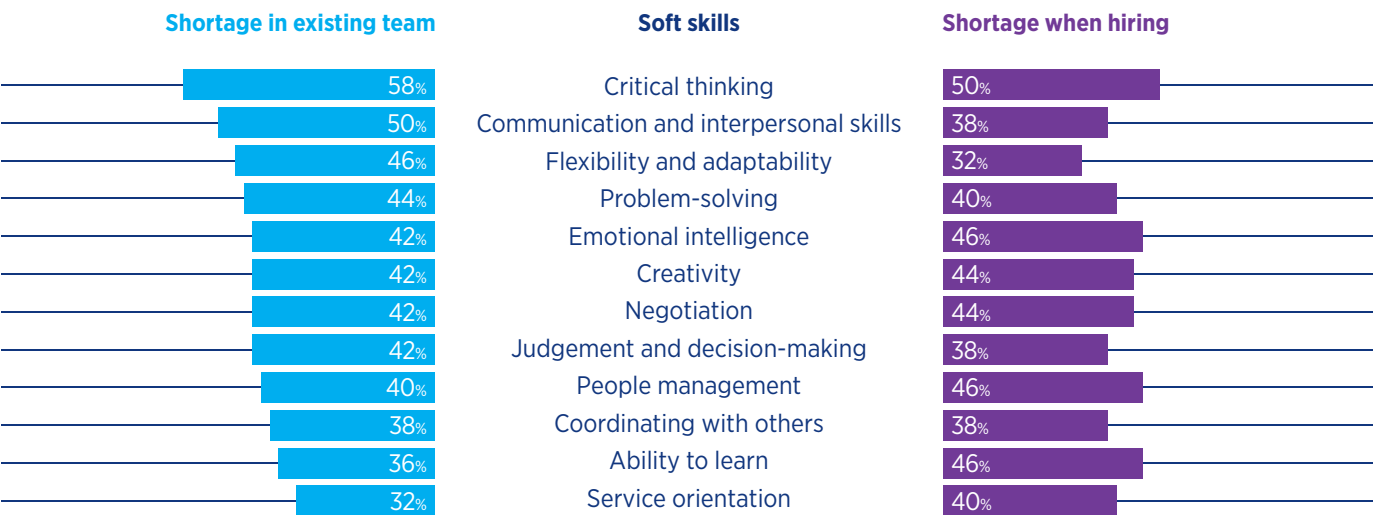 Shortage in existing team Soft skills Shortage when hiring
58% Critical thinking 50%
50% Communication and interpersonal skills 38%
46% Flexibility and adaptability 32%
44% Problem-solving 40%
42% Emotional intelligence 46%
42% Creativity 44%
42% Negotiation 44%
42% Judgement and decision-making 38%
40% People management 46%
38% Coordinating with others 38%
36% Ability to learn 46%
32% Service orientation 40%